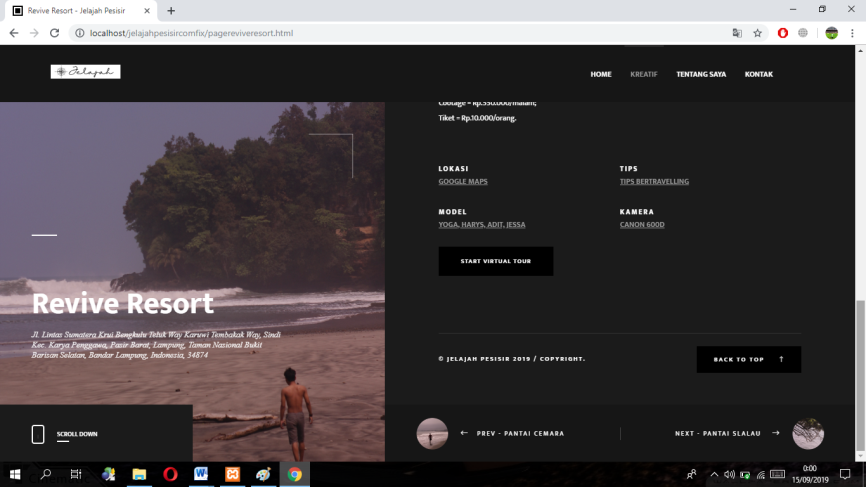 Revive Resort - Jelajah Pesisir
localhost/jelajahpesisircomfix/pagereviveresort.html
Jelajah
HOME KREATIF TENTANG SAYA KONTAK
Cootage = Rp.550.000/malam;
Tiket = Rp.10.000/orang.
LOKASI TIPS
GOOGLE MAPS TIPS BERTRAVELLING
MODEL KAMERA
YOGA, HARYS, ADIT, JESSA CANON 600D
START VIRTUAL TOUR
Revive Resort
Jl. Lintas Sumatera Krui Bengkulu Teluk Way Karuwi Tembakak Way, Sindi
Kec. Karya Penggawa, Pasir Barat, Lampung, Taman Nasional Bukit
Barisan Selatan, Bandar Lampung, Indonesia, 34874
© JELAJAH PESISIR 2019 / COPYRIGHT.
BACK TO TOP ↑
SCROLL DOWN
← PREV - PANTAI CEMARA
NEXT - PANTAI SLALAU →
0:00
15/09/2019